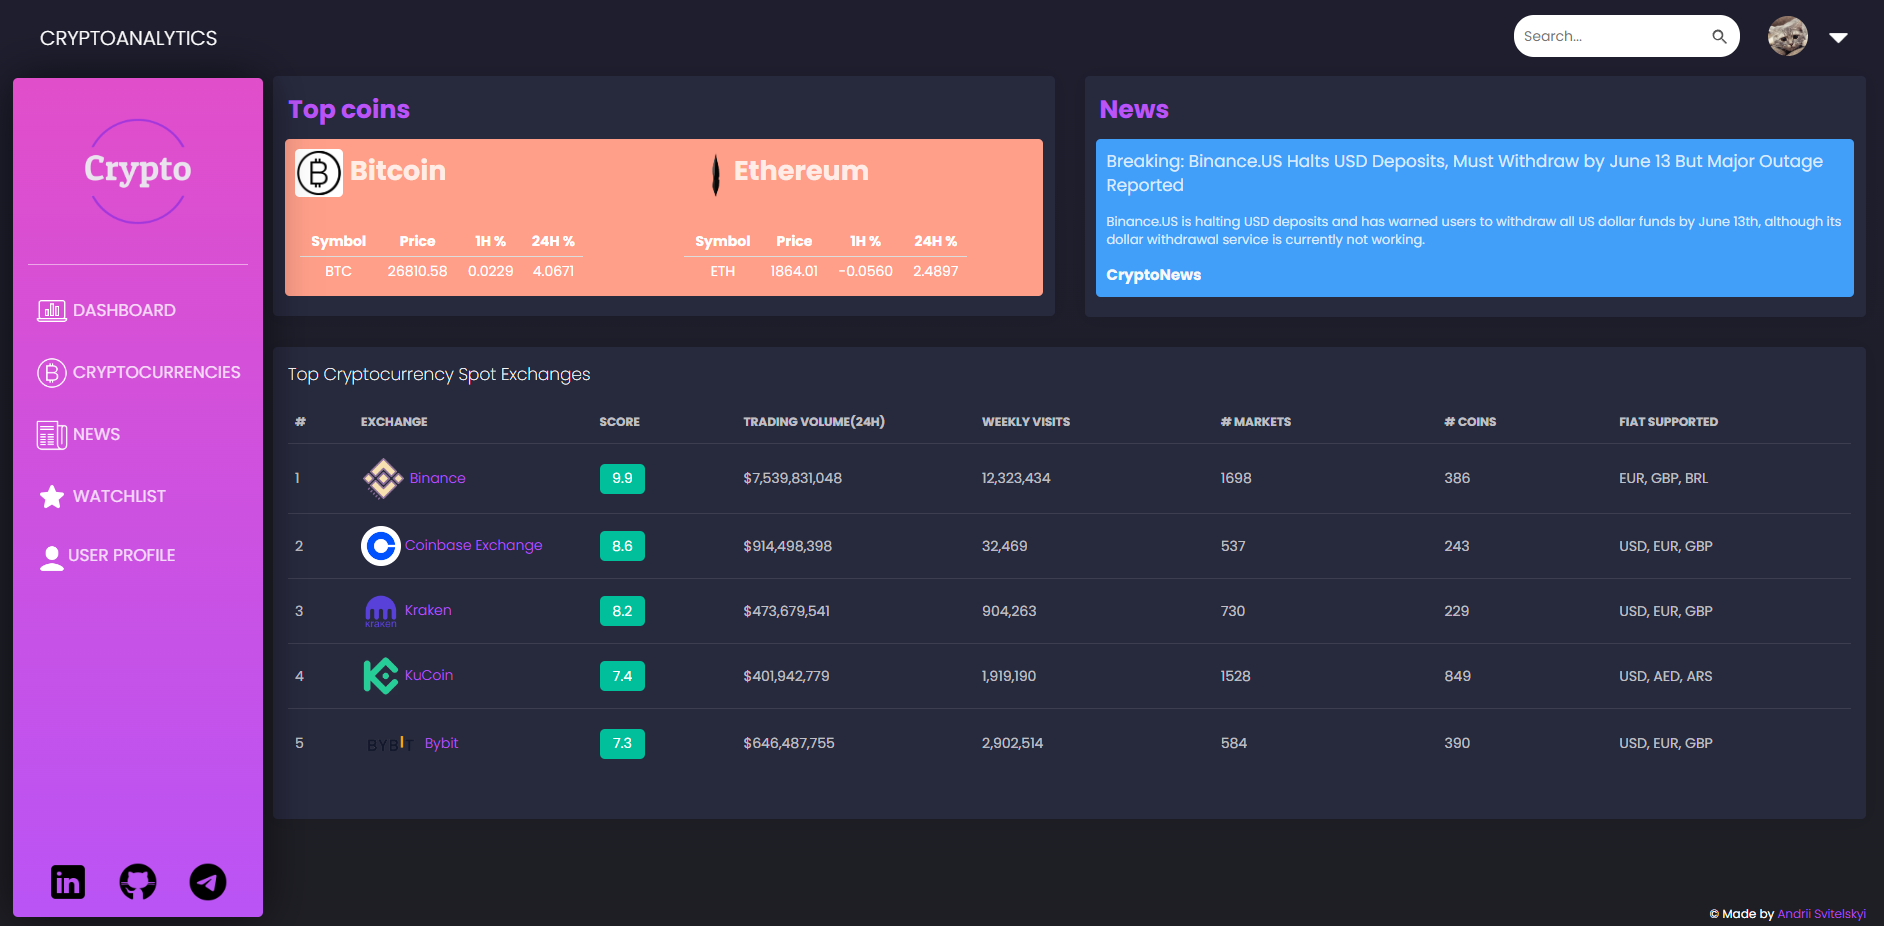 CRYPTOANALYTICS
Search...
Crypto
DASHBOARD
CRYPTOCURRENCIES
NEWS
WATCHLIST
USER PROFILE
in
Top coins
Bitcoin
Symbol Price 1H % 24H %
BTC 26810.58 0.0229 4.0671
Ethereum
Symbol Price 1H % 24H %
ETH 1864.01 -0.0560 2.4897
News
Breaking: Binance.US Halts USD Deposits, Must Withdraw by June 13 But Major Outage
Reported
Binance.US is halting USD deposits and has warned users to withdraw all US dollar funds by June 13th, although its
dollar withdrawal service is currently not working.
CryptoNews
Top Cryptocurrency Spot Exchanges
# EXCHANGE SCORE TRADING VOLUME(24H) WEEKLY VISITS # MARKETS # COINS FIAT SUPPORTED
1 Binance 9.9 $7,539,831,048 12,323,434 1698 386 EUR, GBP, BRL
2 Coinbase Exchange 8.6 $914,498,398 32,469 537 243 USD, EUR, GBP
3 Kraken Kraken 8.2 $473,679,541 904,263 730 229 USD, EUR, GBP
4 KuCoin 7.4 $401,942,779 1,919,190 1528 849 USD, AED, ARS
5 BYBIT Bybit 7.3 $646,487,755 2,902,514 584 390 USD, EUR, GBP
© Made by Andrii Svitelskyi